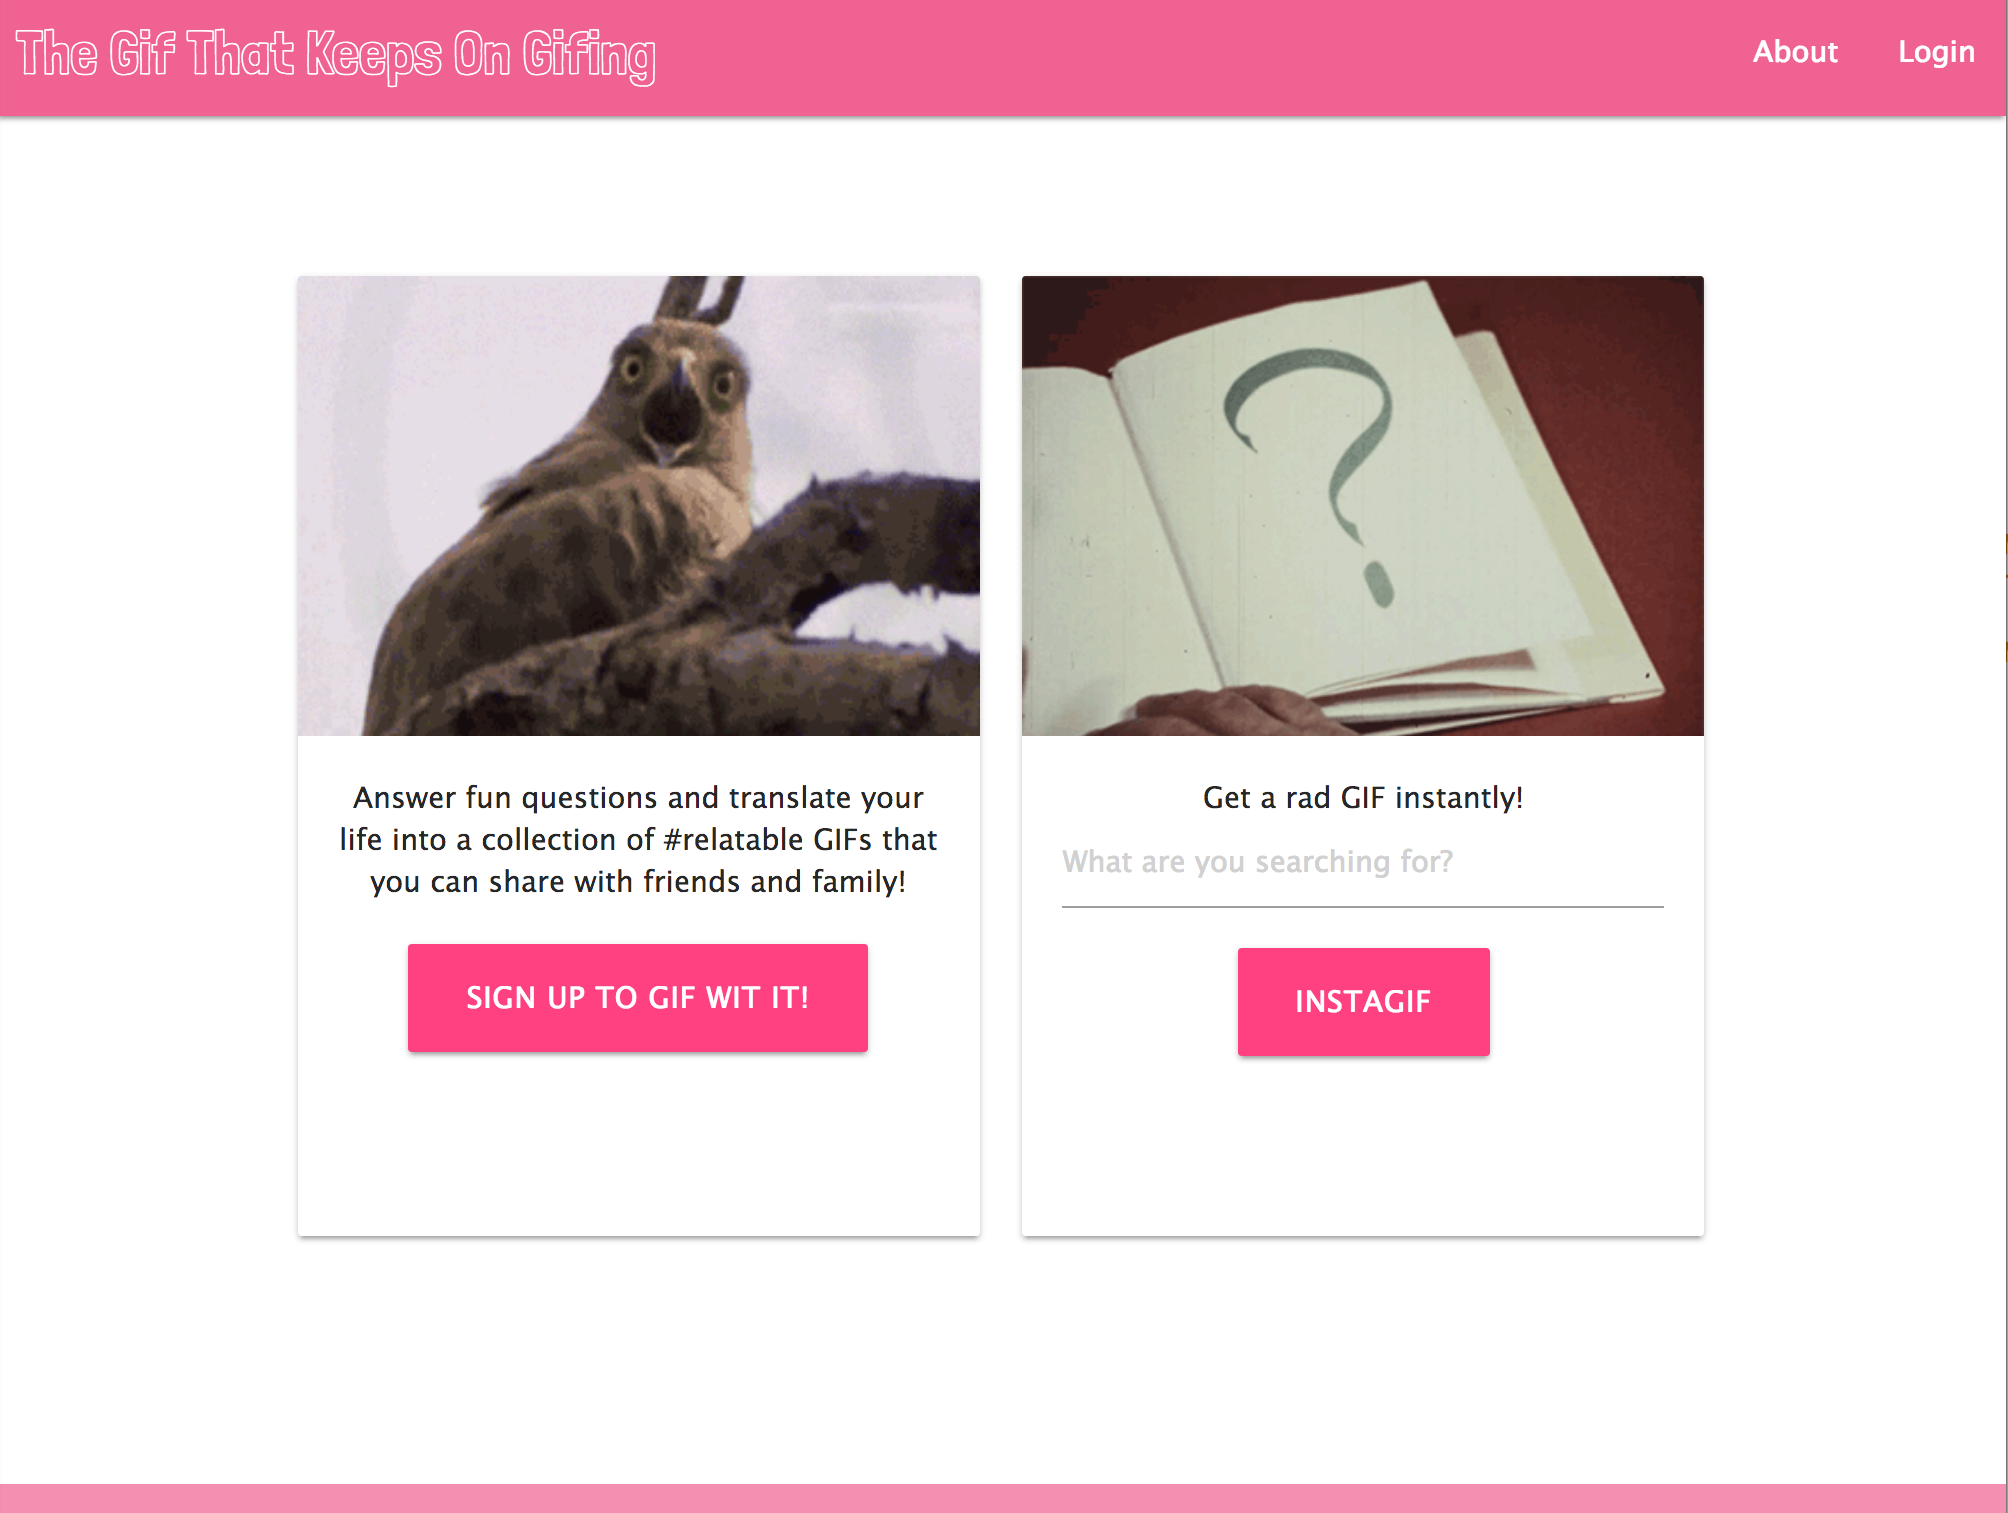 The Gif That Keeps On Gifing
About
Login
?
Answer fun questions and translate your
life into a collection of #relatable GIFs that
you can share with friends and family!
SIGN UP TO GIF WIT IT!
Get a rad GIF instantly!
What are you searching for?
INSTAGIF